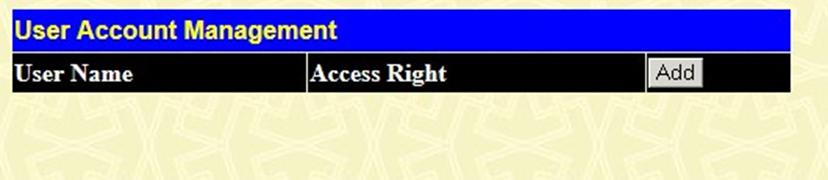 User Account Management
User Name Access Right Add